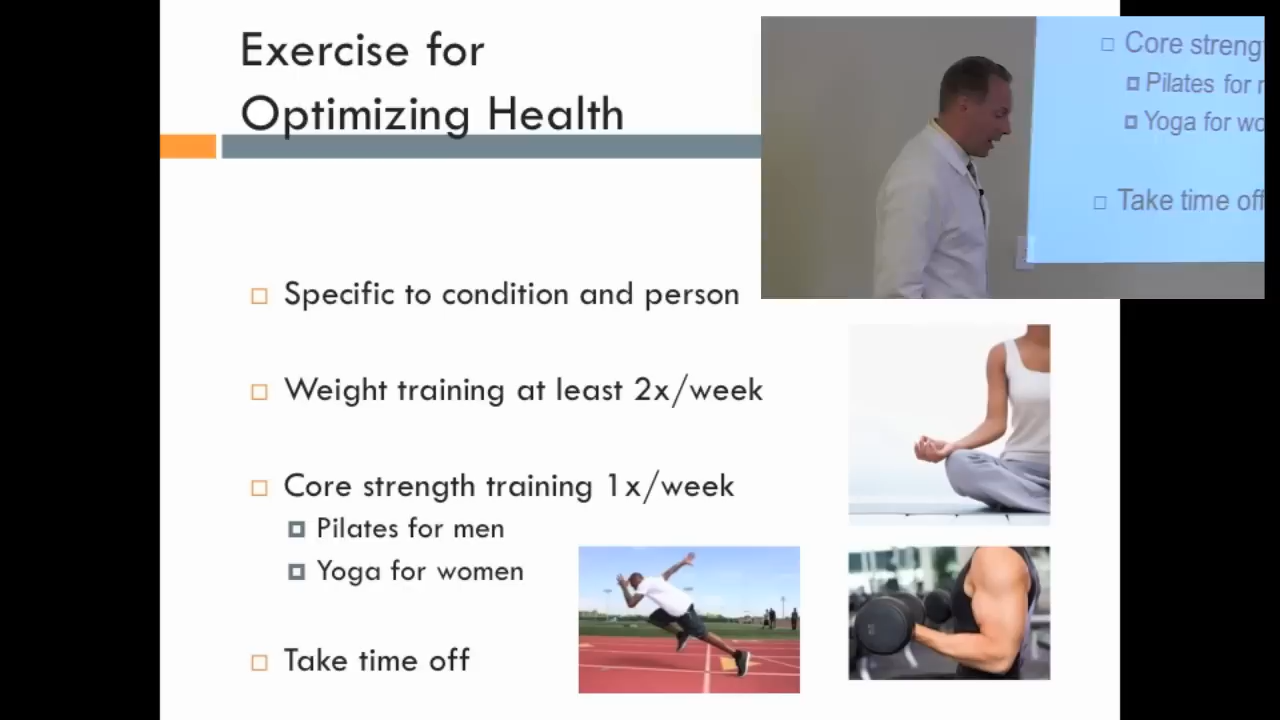 Exercise for
Optimizing Health
Specific to condition and person
Weight training at least 2x/week
Core strength training 1x/week
Pilates for men
Yoga for women
Take time off
Core streng
Pilates for
Yoga for wo
Take time off